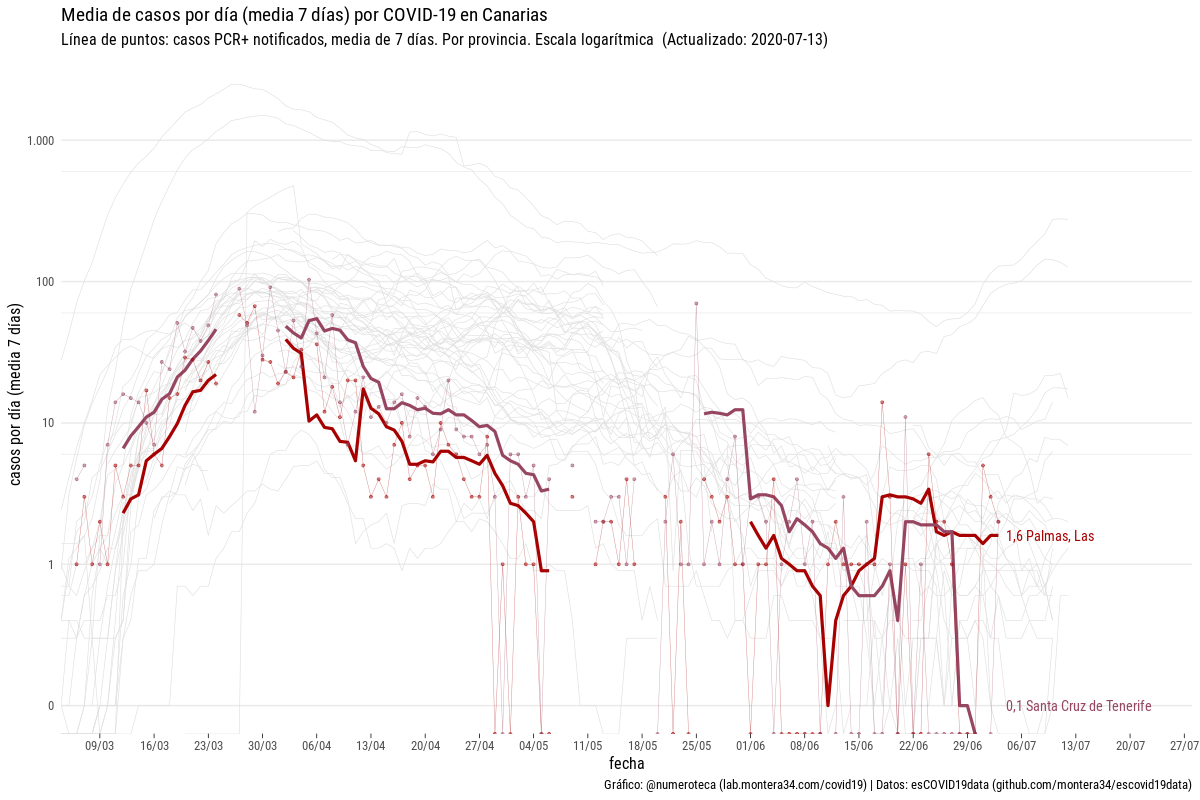 Media de casos por día (media 7 días) por COVID-19 en Canarias
Línea de puntos: casos PCR+ notificados, media de 7 días. Por provincia. Escala logarítmica (Actualizado: 2020-07-13)
casos por día (media 7 días)
1.000
100
10
1
0
1,6 Palmas, Las
0,1 Santa Cruz de Tenerife
09/03 16/03 23/03 30/03 06/04 13/04 20/04 27/04 04/05 11/05 18/05 25/05 01/06 08/06 15/06 22/06 29/06 06/07 13/07 20/07 27/07
fecha
Gráfico: @numeroteca (lab.montera34.com/covid19) | Datos: esCOVID19data (github.com/montera34/escovid19data)